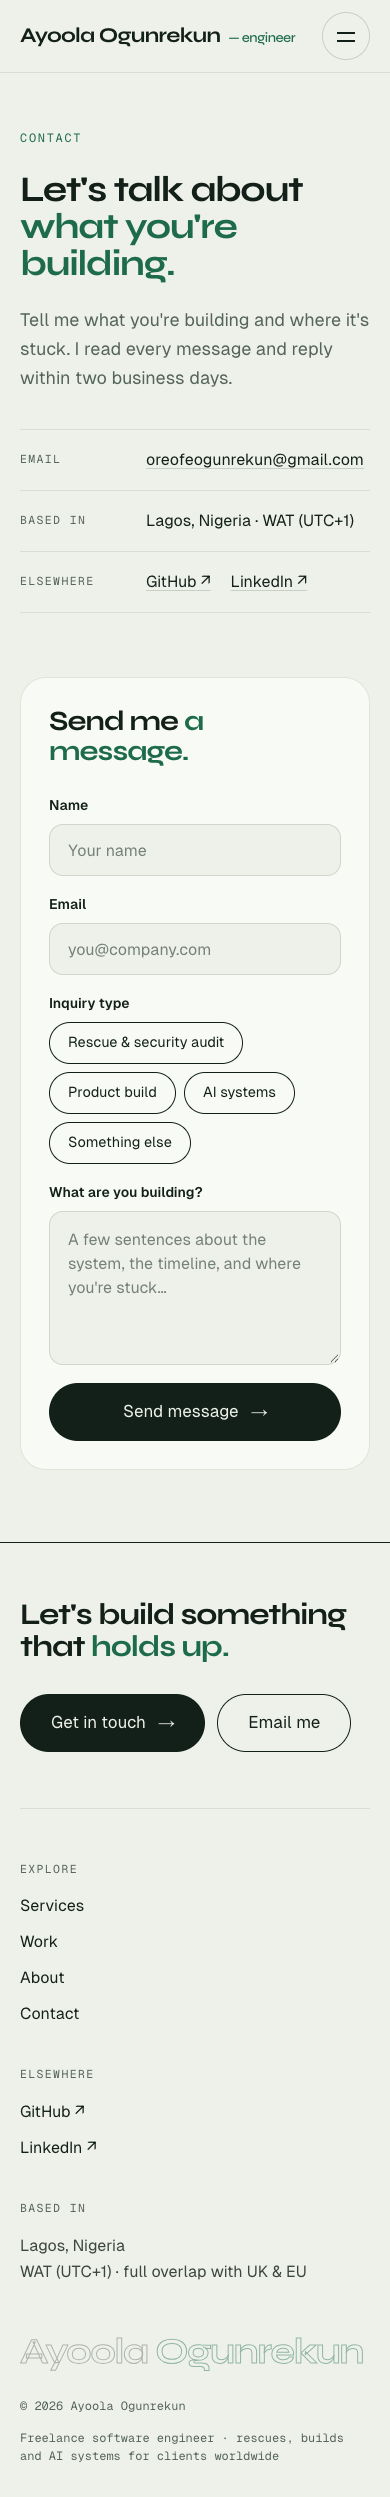 Ayoola Ogunrekun — engineer
CONTACT
Let's talk about
what you're
building.
Tell me what you're building and where it's
stuck. I read every message and reply
within two business days.
EMAIL oreofeogunrekun@gmail.com
BASED IN Lagos, Nigeria · WAT (UTC+1)
ELSEWHERE GitHub ↗ LinkedIn ↗
Send me a
message.
Name
Your name
Email
you@company.com
Inquiry type
Rescue & security audit
Product build AI systems
Something else
What are you building?
A few sentences about the
system, the timeline, and where
you're stuck…
Send message →
Let's build something
that holds up.
Get in touch → Email me
EXPLORE
Services
Work
About
Contact
ELSEWHERE
GitHub ↗
LinkedIn ↗
BASED IN
Lagos, Nigeria
WAT (UTC+1) · full overlap with UK & EU
Ayoola Ogunrekun
© 2026 Ayoola Ogunrekun
Freelance software engineer · rescues, builds
and AI systems for clients worldwide